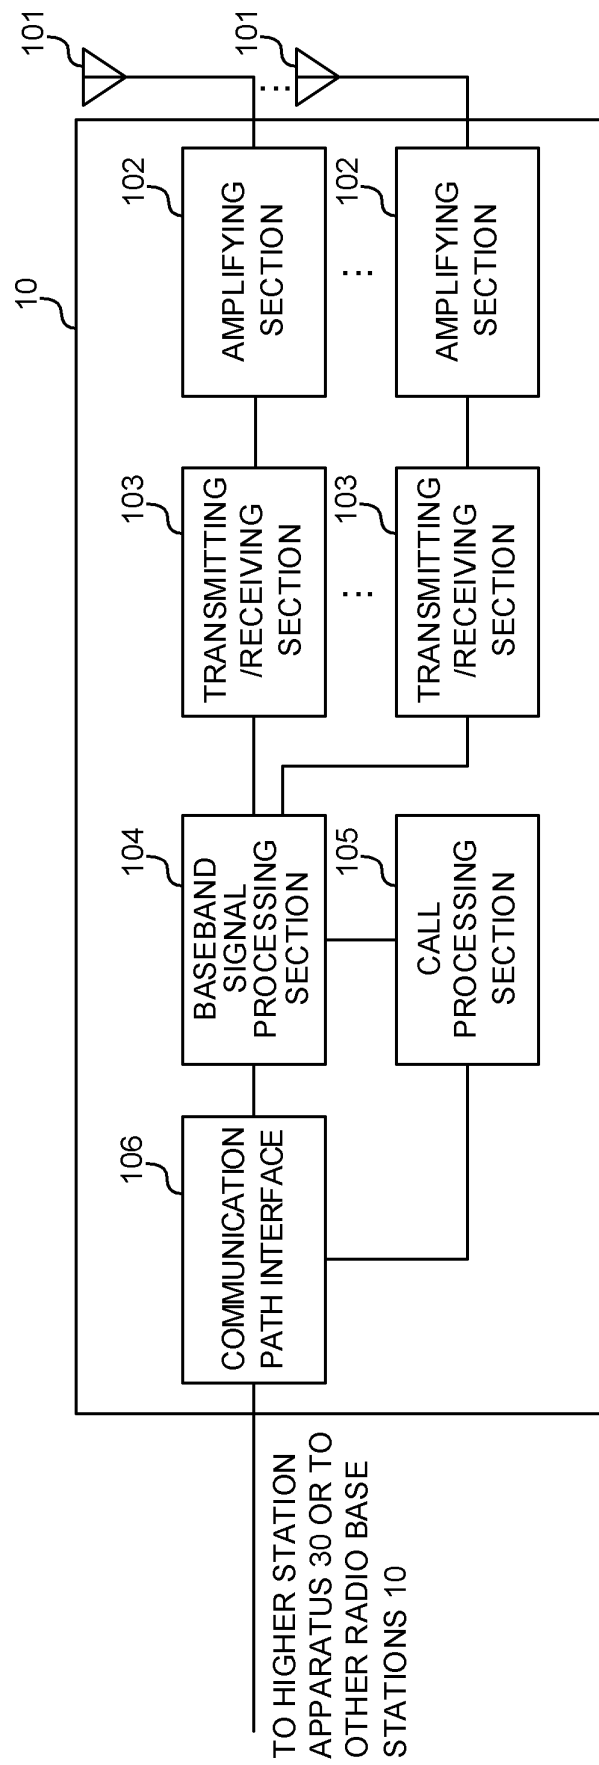 10
101
101
102
102
AMPLIFYING
SECTION
AMPLIFYING
SECTION
103
103
TRANSMITTING
/RECEIVING
SECTION
TRANSMITTING
/RECEIVING
SECTION
104
BASEBAND
SIGNAL
PROCESSING
SECTION
105
CALL
PROCESSING
SECTION
106
COMMUNICATION
PATH INTERFACE
TO HIGHER STATION
APPARATUS 30 OR TO
OTHER RADIO BASE
STATIONS 10